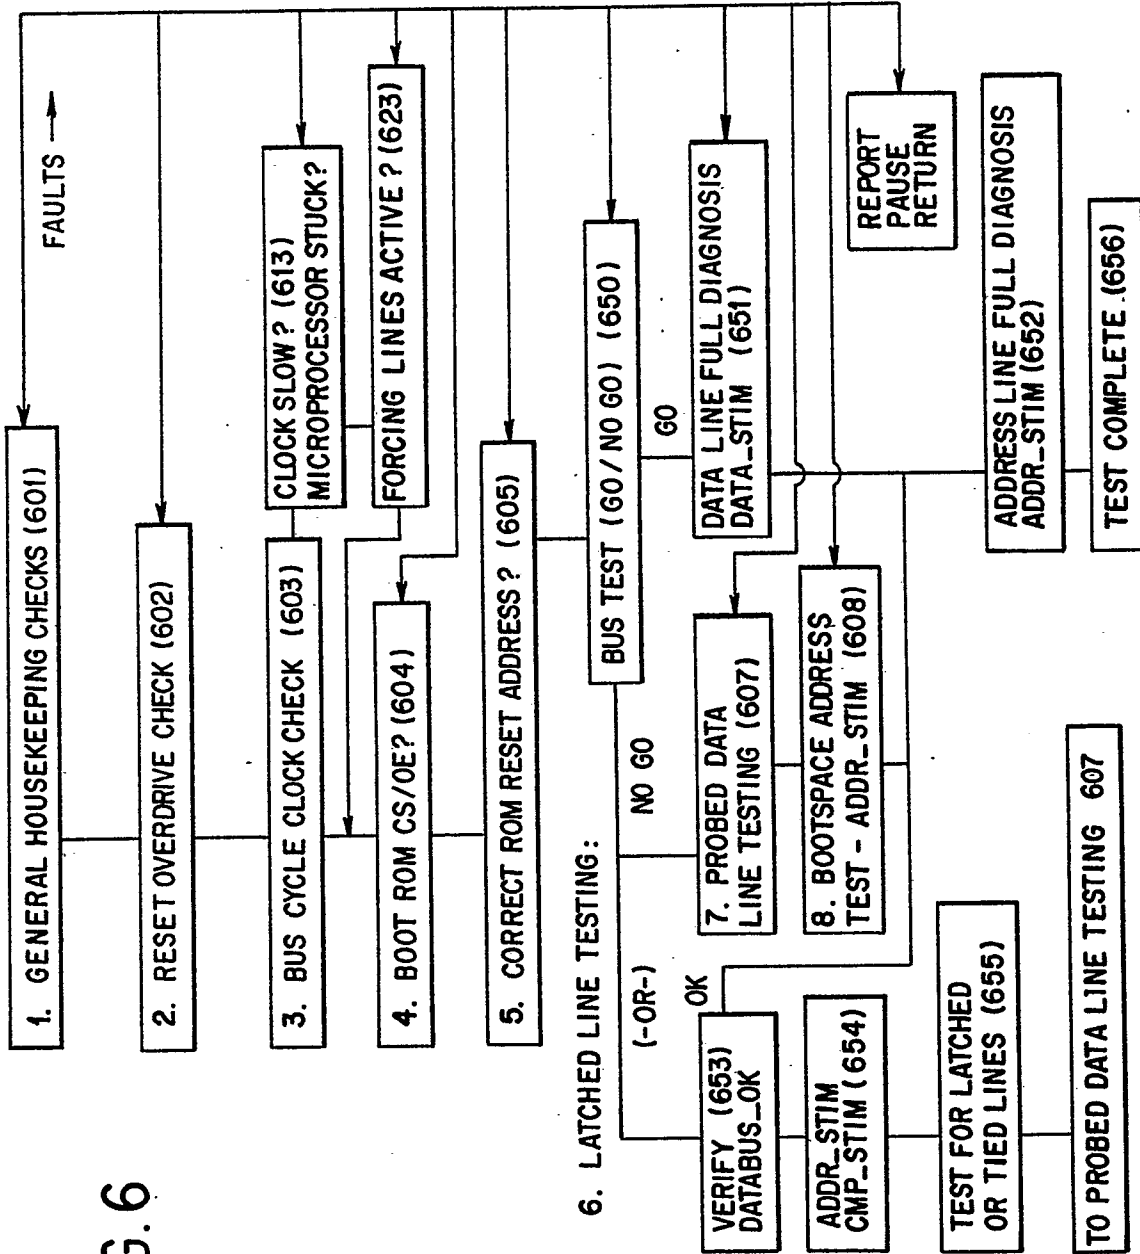 G.6
FAULTS
1. GENERAL HOUSEKEEPING CHECKS (601)
2. RESET OVERDRIVE CHECK (602)
3. BUS CYCLE CLOCK CHECK (603)
CLOCK SLOW? (613)
MICROPROCESSOR STUCK?
FORCING LINES ACTIVE? (623)
4. BOOT ROM CS/OE? (604)
5. CORRECT ROM RESET ADDRESS? (605)
6. LATCHED LINE TESTING:
BUS TEST (GO/NO GO) (650)
(-OR-)
NO GO
GO
VERIFY (653)
DATABUS_OK
OK
7. PROBED DATA
LINE TESTING (607)
DATA LINE FULL DIAGNOSIS
DATA_STIM (651)
ADDR_STIM
CMP_STIM (654)
8. BOOTSPACE ADDRESS
TEST - ADDR_STIM (608)
REPORT
PAUSE
RETURN
TEST FOR LATCHED
OR TIED LINES (655)
ADDRESS LINE FULL DIAGNOSIS
ADDR_STIM (652)
TO PROBED DATA LINE TESTING 607
TEST COMPLETE.(656)